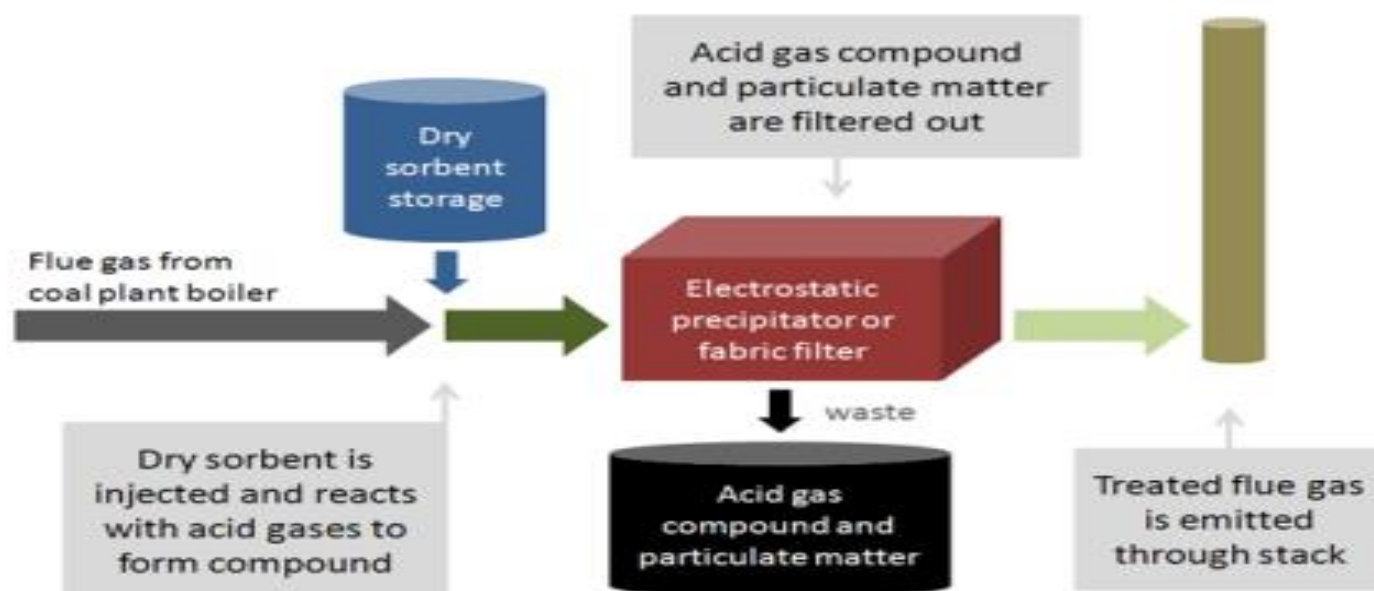 Acid gas compound
and particulate matter
are filtered out
Dry
sorbent
storage
Flue gas from
coal plant boiler
Electrostatic
precipitator or
fabric filter
waste
Dry sorbent is
injected and reacts
with acid gases to
form compound
Acid gas
compound and
particulate matter
Treated flue gas
is emitted
through stack